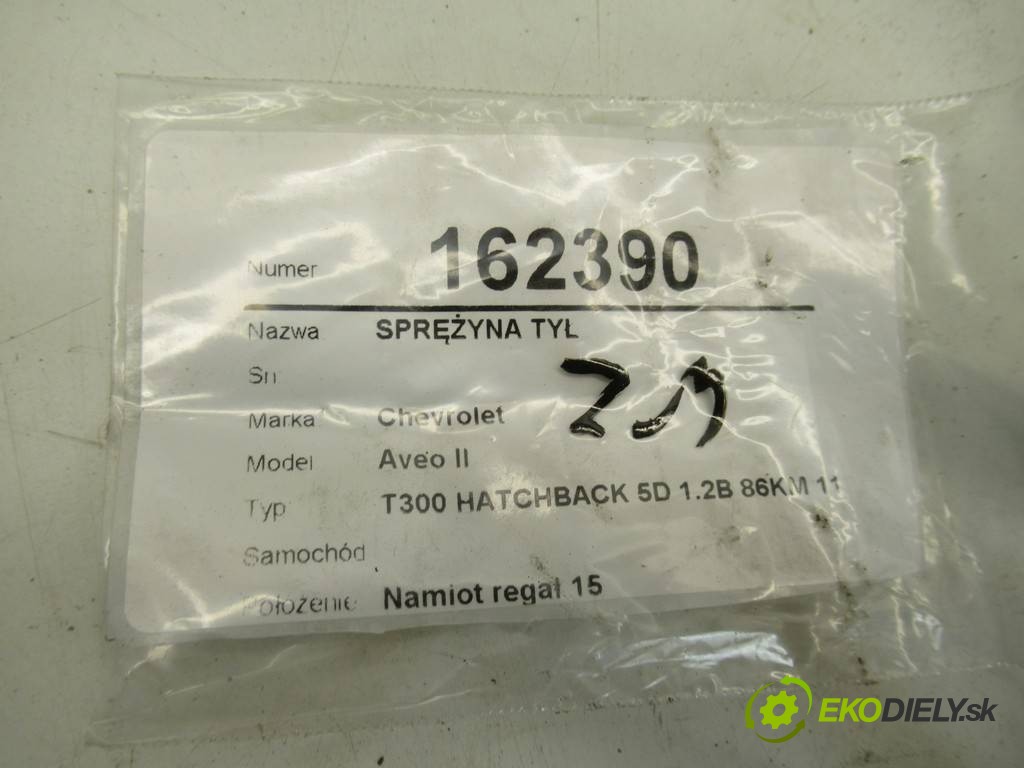 Numer 162390
Nazwa SPRĘŻYNA TYŁ
Sn
Marka Chevrolet
Model Aveo II
Typ T300 HATCHBACK 5D 1.2B 86KM 11
Samochód
Położenie Namiot regał 15
EKODIELY.sk